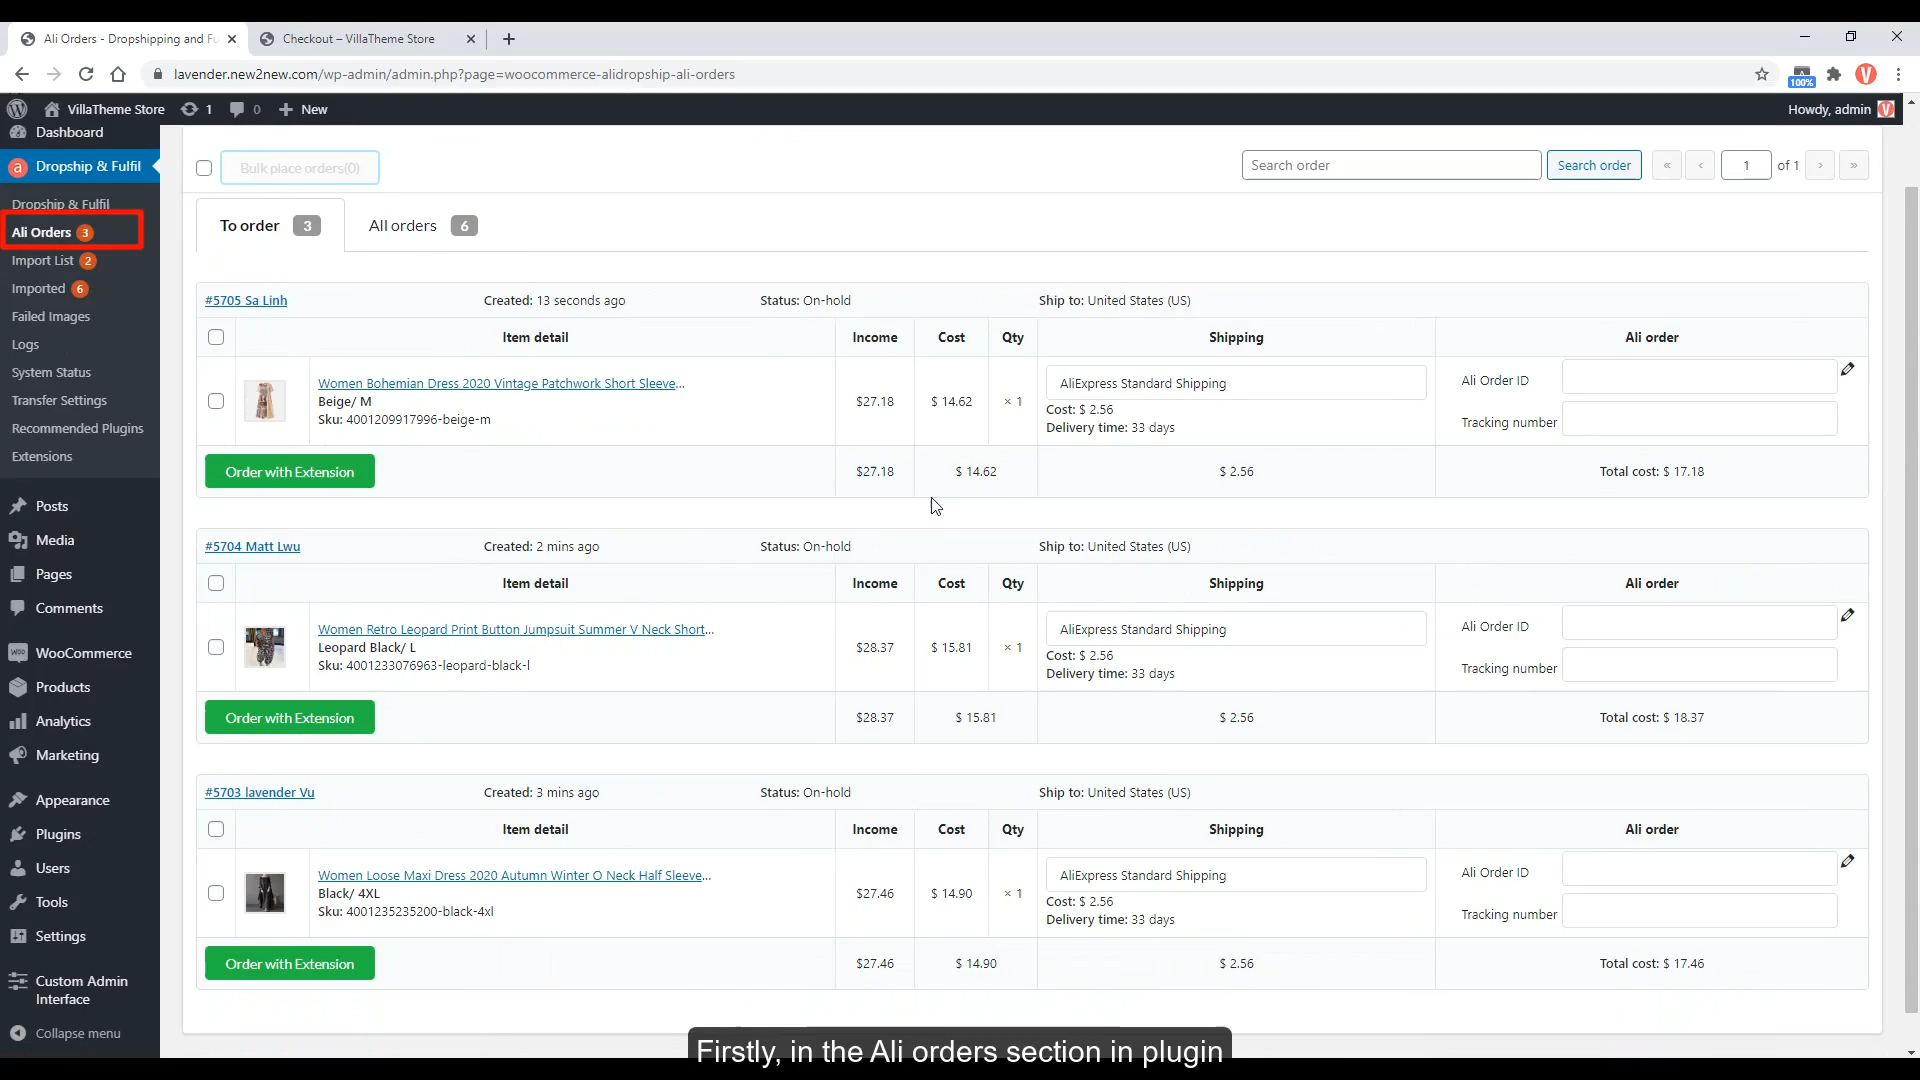 Ali Orders - Dropshipping and Fu
Checkout – VillaTheme Store
lavender.new2new.com/wp-admin/admin.php?page=woocommerce-alidropship-ali-orders
100%
VillaTheme Store 1 0 New
Howdy, admin
Dashboard
Dropship & Fulfil
Dropship & Fulfil
Ali Orders 3
Import List 2
Imported 6
Failed Images
Logs
System Status
Transfer Settings
Recommended Plugins
Extensions
Posts
Media
Pages
Comments
WooCommerce
Products
Analytics
Marketing
Appearance
Plugins
Users
Tools
Settings
Custom Admin
Interface
Collapse menu
Bulk place orders(0)
Search order
Search order
« ‹ 1 of 1 › »
To order 3
All orders 6
#5705 Sa Linh Created: 13 seconds ago Status: On-hold Ship to: United States (US)
Item detail Income Cost Qty Shipping Ali order
Women Bohemian Dress 2020 Vintage Patchwork Short Sleeve...
Beige/ M
Sku: 4001209917996-beige-m
$27.18 $ 14.62 × 1
AliExpress Standard Shipping
Cost: $ 2.56
Delivery time: 33 days
Ali Order ID
Tracking number
Order with Extension $27.18 $ 14.62 $ 2.56 Total cost: $ 17.18
#5704 Matt Lwu Created: 2 mins ago Status: On-hold Ship to: United States (US)
Item detail Income Cost Qty Shipping Ali order
Women Retro Leopard Print Button Jumpsuit Summer V Neck Short...
Leopard Black/ L
Sku: 4001233076963-leopard-black-l
$28.37 $ 15.81 × 1
AliExpress Standard Shipping
Cost: $ 2.56
Delivery time: 33 days
Ali Order ID
Tracking number
Order with Extension $28.37 $ 15.81 $ 2.56 Total cost: $ 18.37
#5703 lavender Vu Created: 3 mins ago Status: On-hold Ship to: United States (US)
Item detail Income Cost Qty Shipping Ali order
Women Loose Maxi Dress 2020 Autumn Winter O Neck Half Sleeve...
Black/ 4XL
Sku: 4001235235200-black-4xl
$27.46 $ 14.90 × 1
AliExpress Standard Shipping
Cost: $ 2.56
Delivery time: 33 days
Ali Order ID
Tracking number
Order with Extension $27.46 $ 14.90 $ 2.56 Total cost: $ 17.46
Firstly, in the Ali orders section in plugin